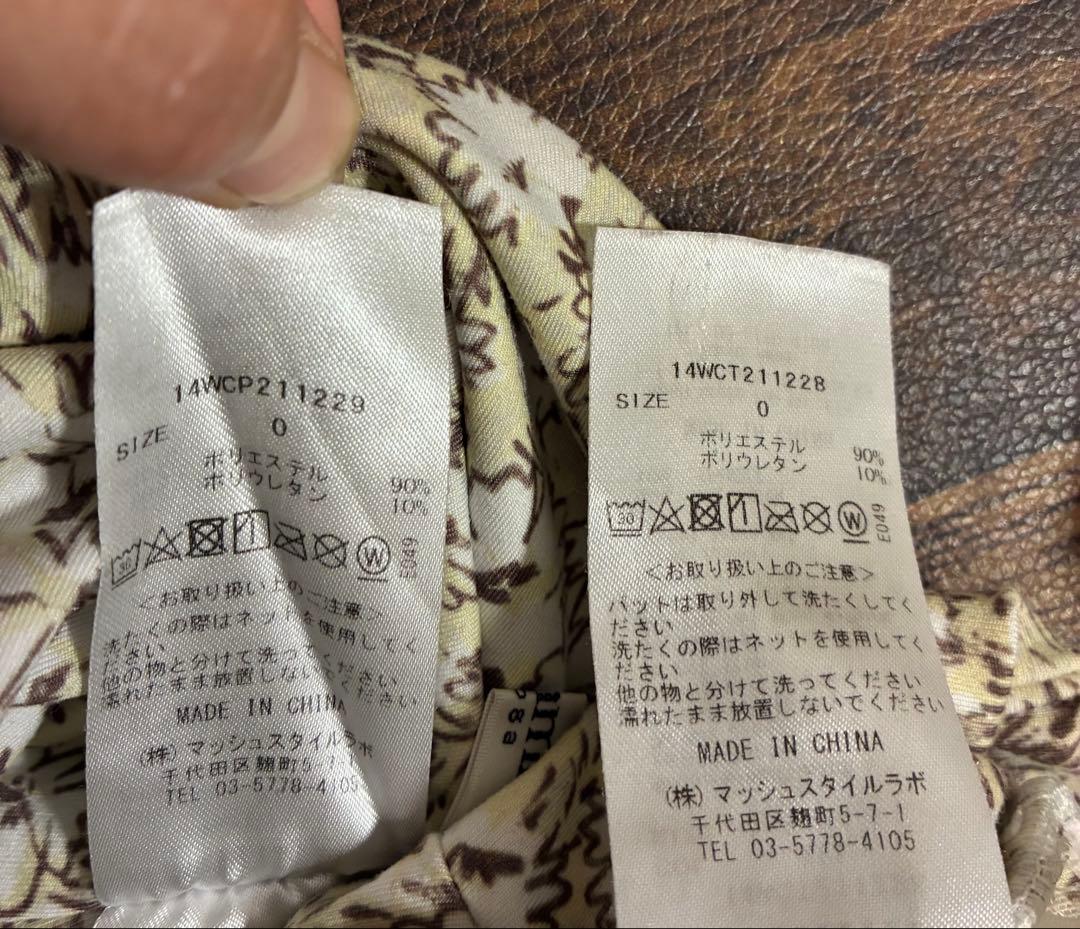 14WCP211229
SIZE 0
ポリエステル 90%
ポリウレタン 10%
30 W E049
＜お取り扱い上のご注意＞
洗たくの際はネットを使用してく
ださい
他の物と分けて洗ってください
濡れたまま放置しないでください
MADE IN CHINA
(株) マッシュスタイルラボ
千代田区麹町5-7-
TEL 03-5778-4105
14WCT211228
SIZE 0
ポリエステル 90%
ポリウレタン 10%
30 W E049
＜お取り扱い上のご注意＞
パットは取り外して洗たくしてく
ださい
洗たくの際はネットを使用してく
ださい
他の物と分けて洗ってください
濡れたまま放置しないでください
MADE IN CHINA
(株) マッシュスタイルラボ
千代田区麹町5-7-1
TEL 03-5778-4105